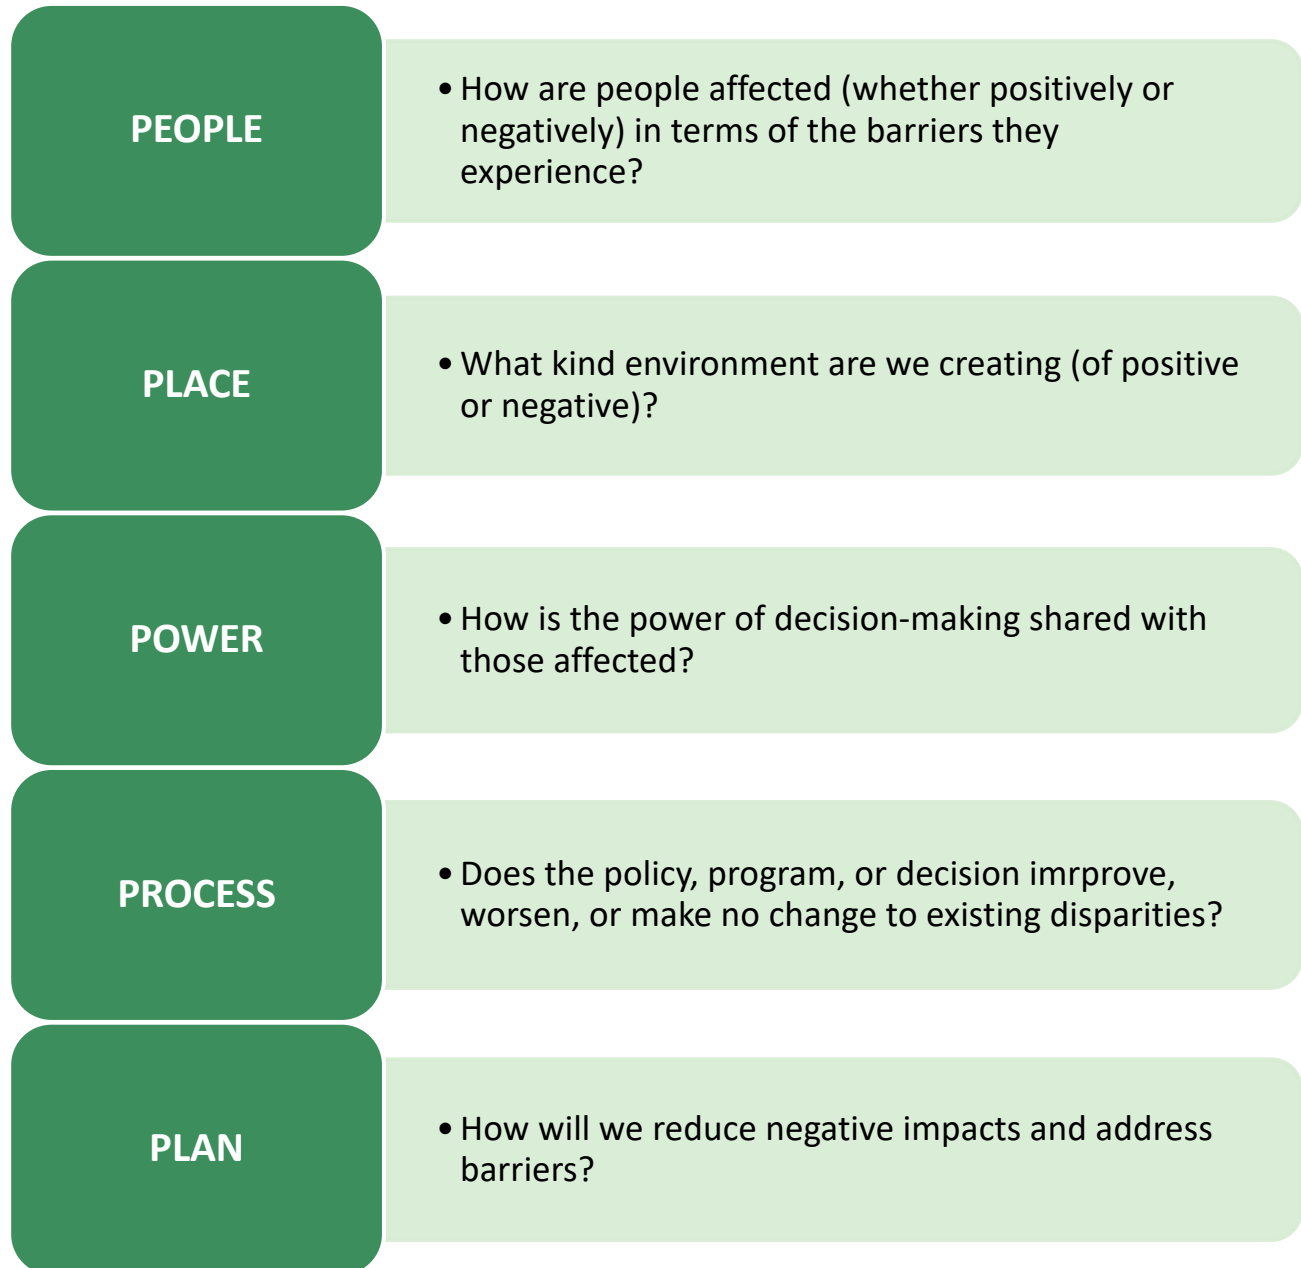 PEOPLE
• How are people affected (whether positively or
negatively) in terms of the barriers they
experience?
PLACE
• What kind environment are we creating (of positive
or negative)?
POWER
• How is the power of decision-making shared with
those affected?
PROCESS
• Does the policy, program, or decision imrprove,
worsen, or make no change to existing disparities?
PLAN
• How will we reduce negative impacts and address
barriers?